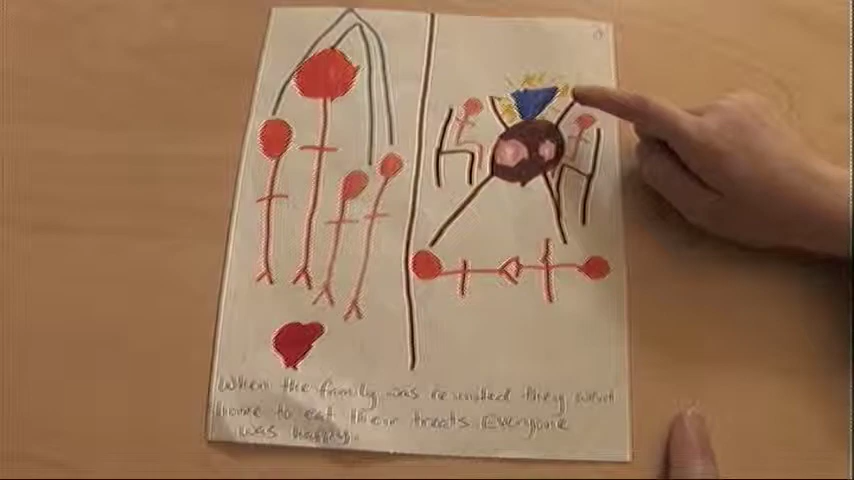 When the family was reunited they went
home to eat their treats. Everyone
was happy.